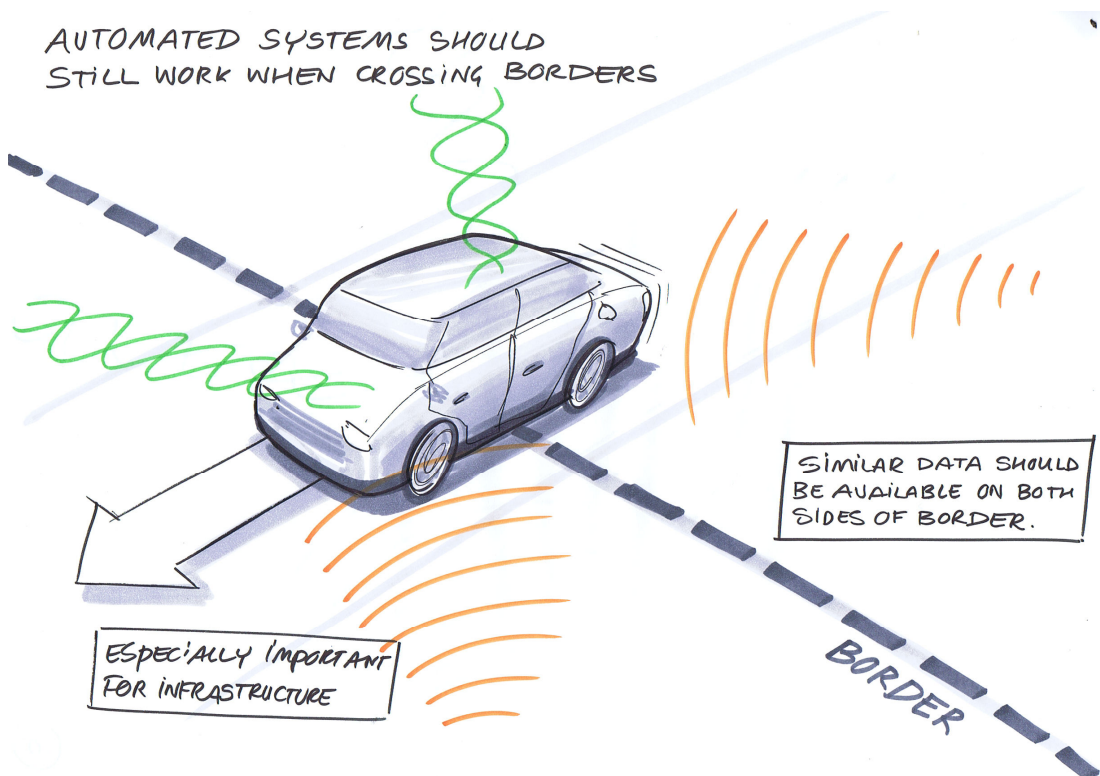 AUTOMATED SYSTEMS SHOULD
STILL WORK WHEN CROSSING BORDERS
SIMILAR DATA SHOULD
BE AVAILABLE ON BOTH
SIDES OF BORDER.
ESPECIALLY IMPORTANT
FOR INFRASTRUCTURE
BORDER